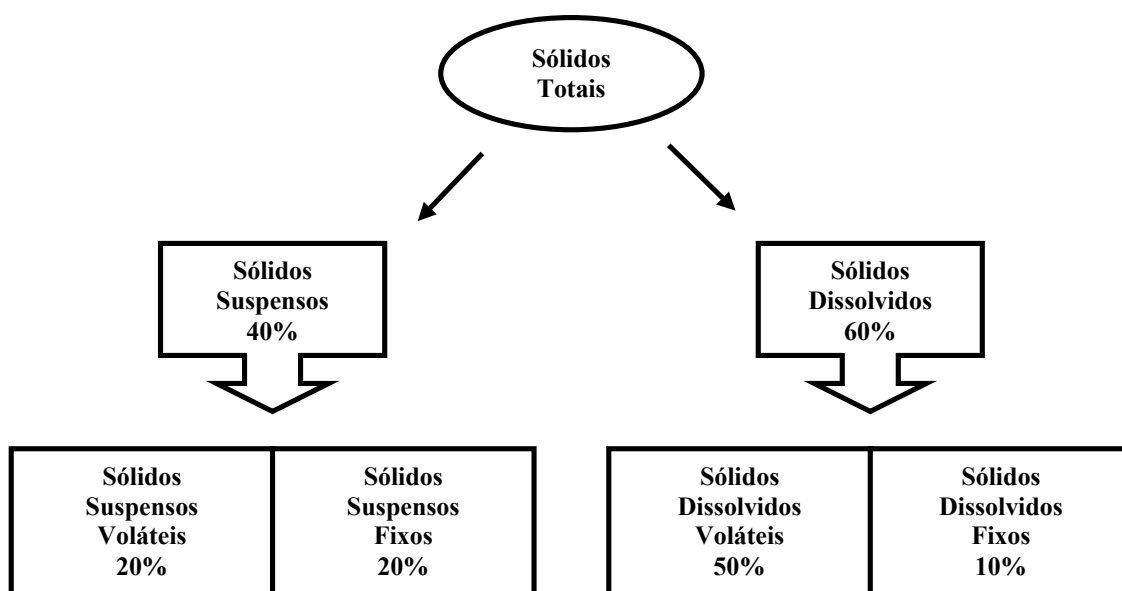 Sólidos
Totais
Sólidos
Suspensos
40%
Sólidos
Dissolvidos
60%
Sólidos
Suspensos
Voláteis
20%
Sólidos
Suspensos
Fixos
20%
Sólidos
Dissolvidos
Voláteis
50%
Sólidos
Dissolvidos
Fixos
10%